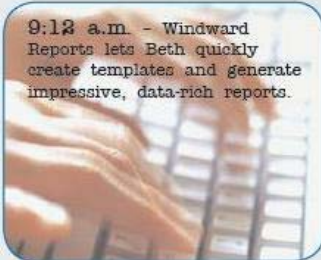 9:12 a.m. - Windward
Reports lets Beth quickly
create templates and generate
impressive, data-rich reports.